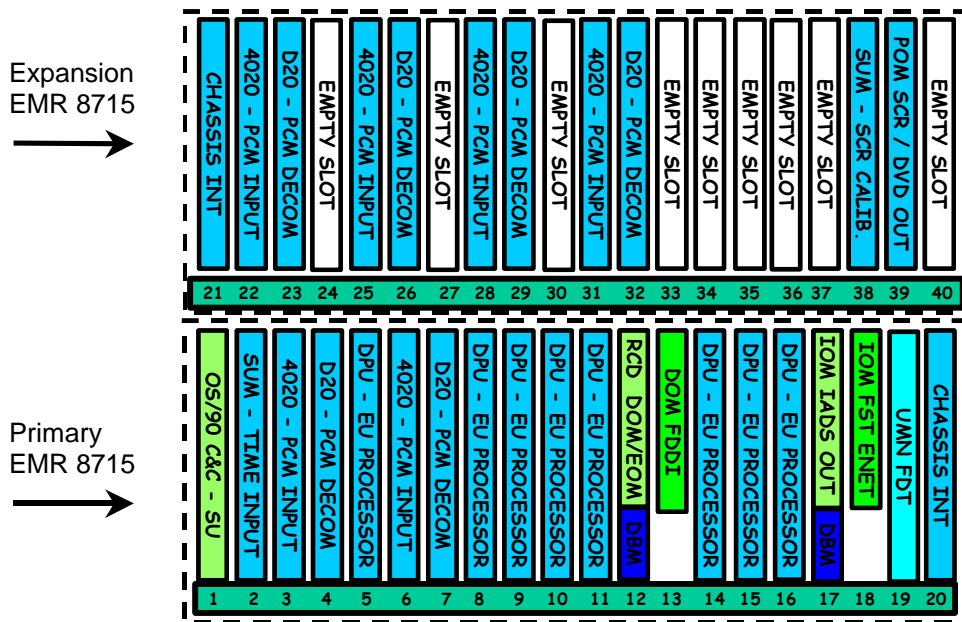 Expansion
EMR 8715
CHASSIS INT
4020 - PCM INPUT
D20 - PCM DECOM
EMPTY SLOT
4020 - PCM INPUT
D20 - PCM DECOM
EMPTY SLOT
4020 - PCM INPUT
D20 - PCM DECOM
EMPTY SLOT
4020 - PCM INPUT
D20 - PCM DECOM
EMPTY SLOT
EMPTY SLOT
EMPTY SLOT
EMPTY SLOT
EMPTY SLOT
SUM - SCR CALIB.
POM SCR / DVD OUT
EMPTY SLOT
21 22 23 24 25 26 27 28 29 30 31 32 33 34 35 36 37 38 39 40
Primary
EMR 8715
OS/90 C&C - SU
SUM - TIME INPUT
4020 - PCM INPUT
D20 - PCM DECOM
DPU - EU PROCESSOR
4020 - PCM INPUT
D20 - PCM DECOM
DPU - EU PROCESSOR
DPU - EU PROCESSOR
DPU - EU PROCESSOR
DPU - EU PROCESSOR
RCD DOM/EOM
DBM
DOM FDDI
DPU - EU PROCESSOR
DPU - EU PROCESSOR
DPU - EU PROCESSOR
IOM IADS OUT
DBM
IOM FST ENET
UMN FDT
CHASSIS INT
1 2 3 4 5 6 7 8 9 10 11 12 13 14 15 16 17 18 19 20